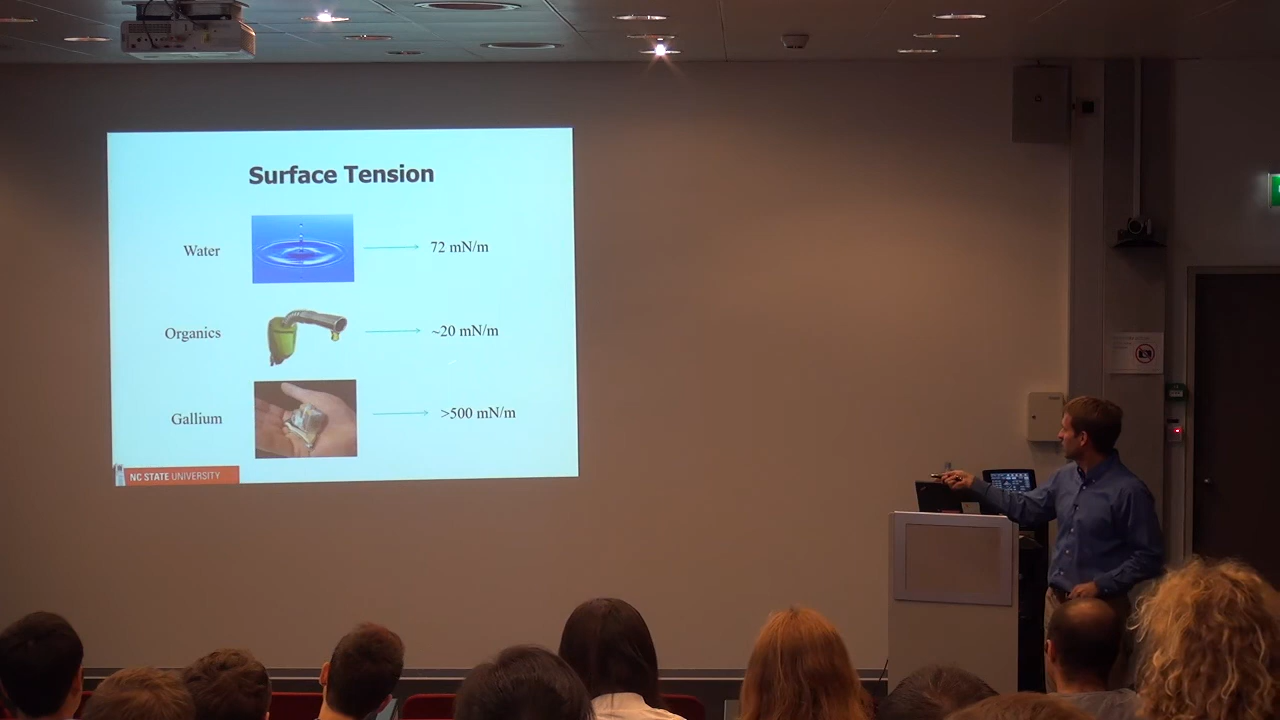 Surface Tension
Water
72 mN/m
Organics
~20 mN/m
Gallium
>500 mN/m
NC STATE UNIVERSITY